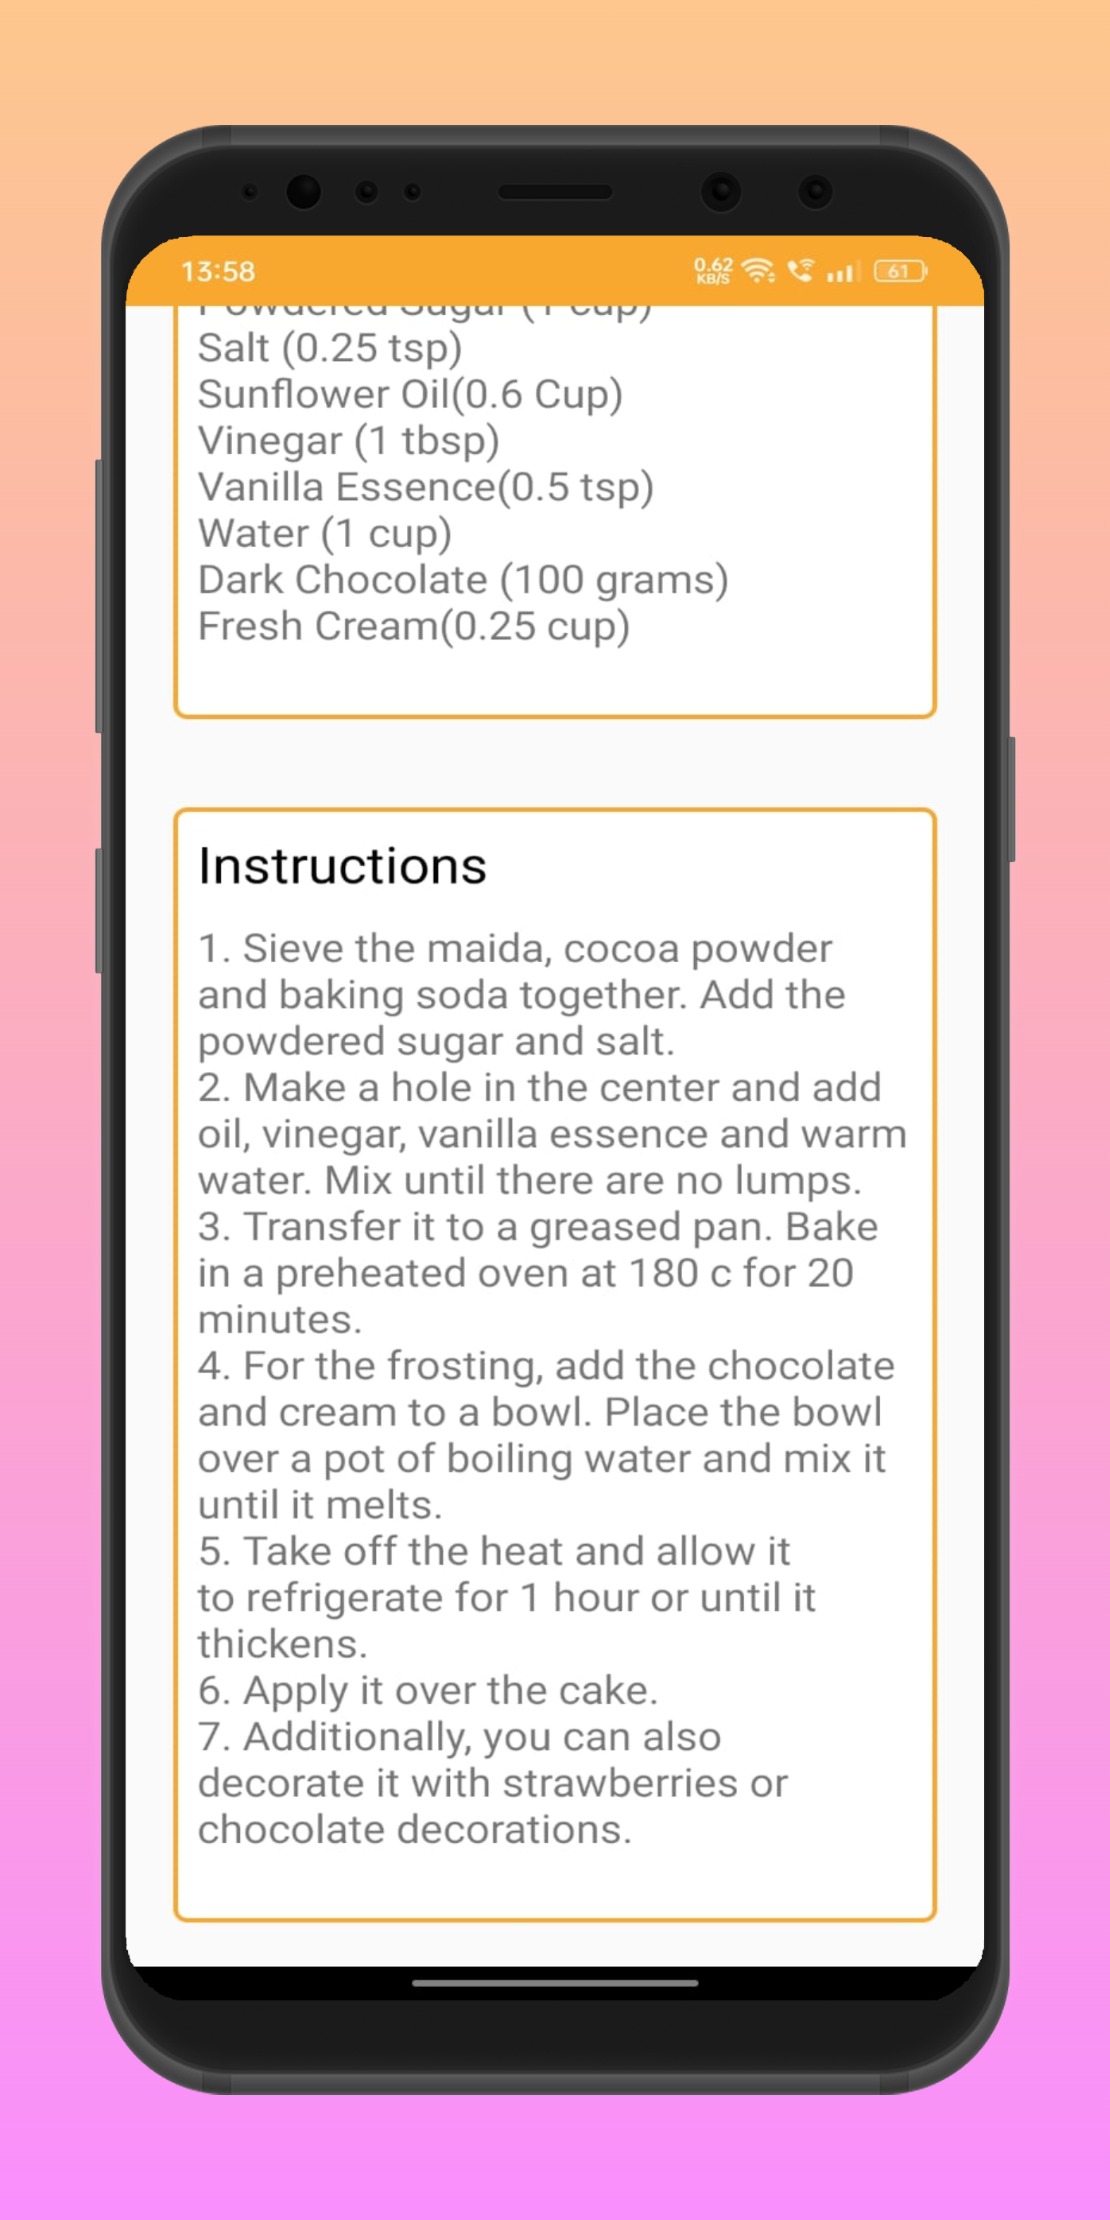 13:58
0.62
KB/S
61
Powdered Sugar (1 cup)
Salt (0.25 tsp)
Sunflower Oil(0.6 Cup)
Vinegar (1 tbsp)
Vanilla Essence(0.5 tsp)
Water (1 cup)
Dark Chocolate (100 grams)
Fresh Cream(0.25 cup)
Instructions
1. Sieve the maida, cocoa powder
and baking soda together. Add the
powdered sugar and salt.
2. Make a hole in the center and add
oil, vinegar, vanilla essence and warm
water. Mix until there are no lumps.
3. Transfer it to a greased pan. Bake
in a preheated oven at 180 c for 20
minutes.
4. For the frosting, add the chocolate
and cream to a bowl. Place the bowl
over a pot of boiling water and mix it
until it melts.
5. Take off the heat and allow it
to refrigerate for 1 hour or until it
thickens.
6. Apply it over the cake.
7. Additionally, you can also
decorate it with strawberries or
chocolate decorations.